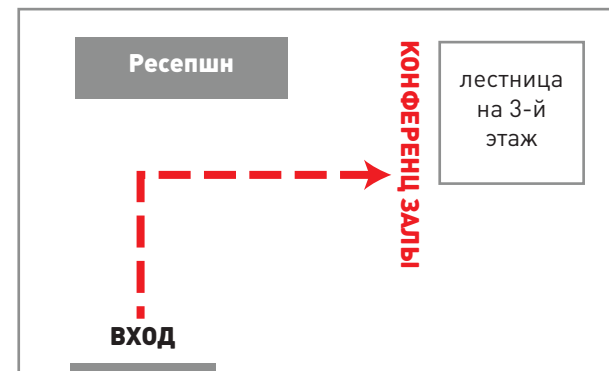 Ресепшн
КОНФЕРЕНЦ ЗАЛЫ
лестница
на 3-й
этаж
ВХОД